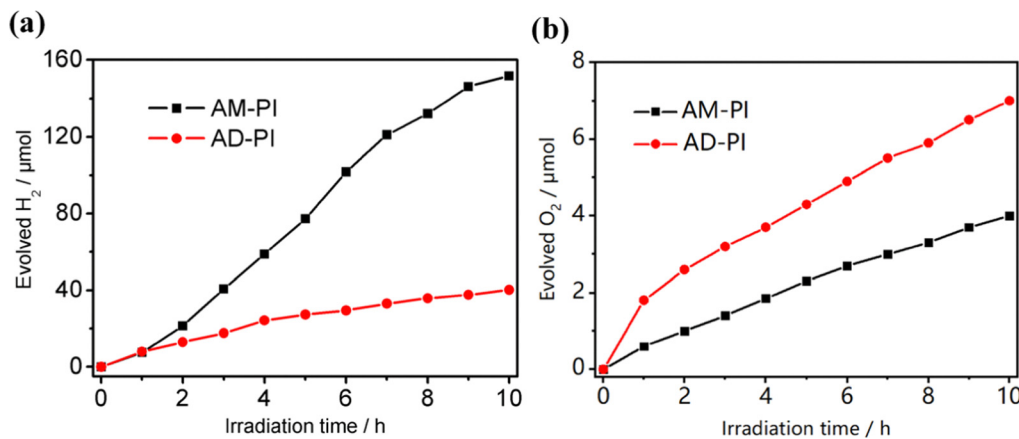 (a)
160
120
80
40
0
Evolved H₂ / μmol
AM-PI
AD-PI
0 2 4 6 8 10
Irradiation time / h
(b)
8
6
4
2
0
Evolved O₂ / μmol
AM-PI
AD-PI
0 2 4 6 8 10
Irradiation time / h